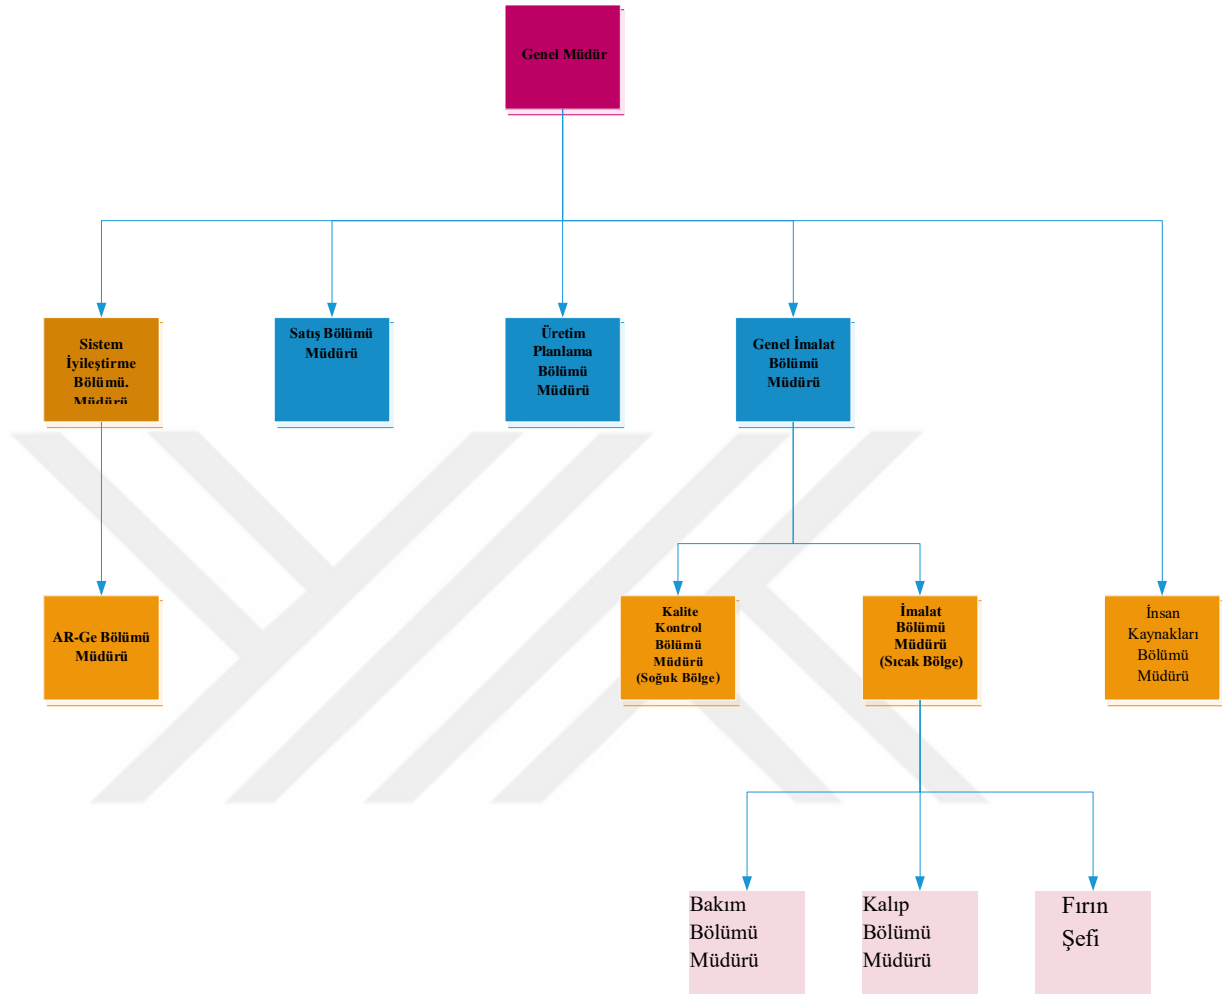 Genel Müdür
Sistem
İyileştirme
Bölümü.
Müdürü
Satış Bölümü
Müdürü
Üretim
Planlama
Bölümü
Müdürü
Genel İmalat
Bölümü
Müdürü
AR-Ge Bölümü
Müdürü
Kalite
Kontrol
Bölümü
Müdürü
(Soğuk Bölge)
İmalat
Bölümü
Müdürü
(Sıcak Bölge)
İnsan
Kaynakları
Bölümü
Müdürü
Bakım
Bölümü
Müdürü
Kalıp
Bölümü
Müdürü
Fırın
Şefi